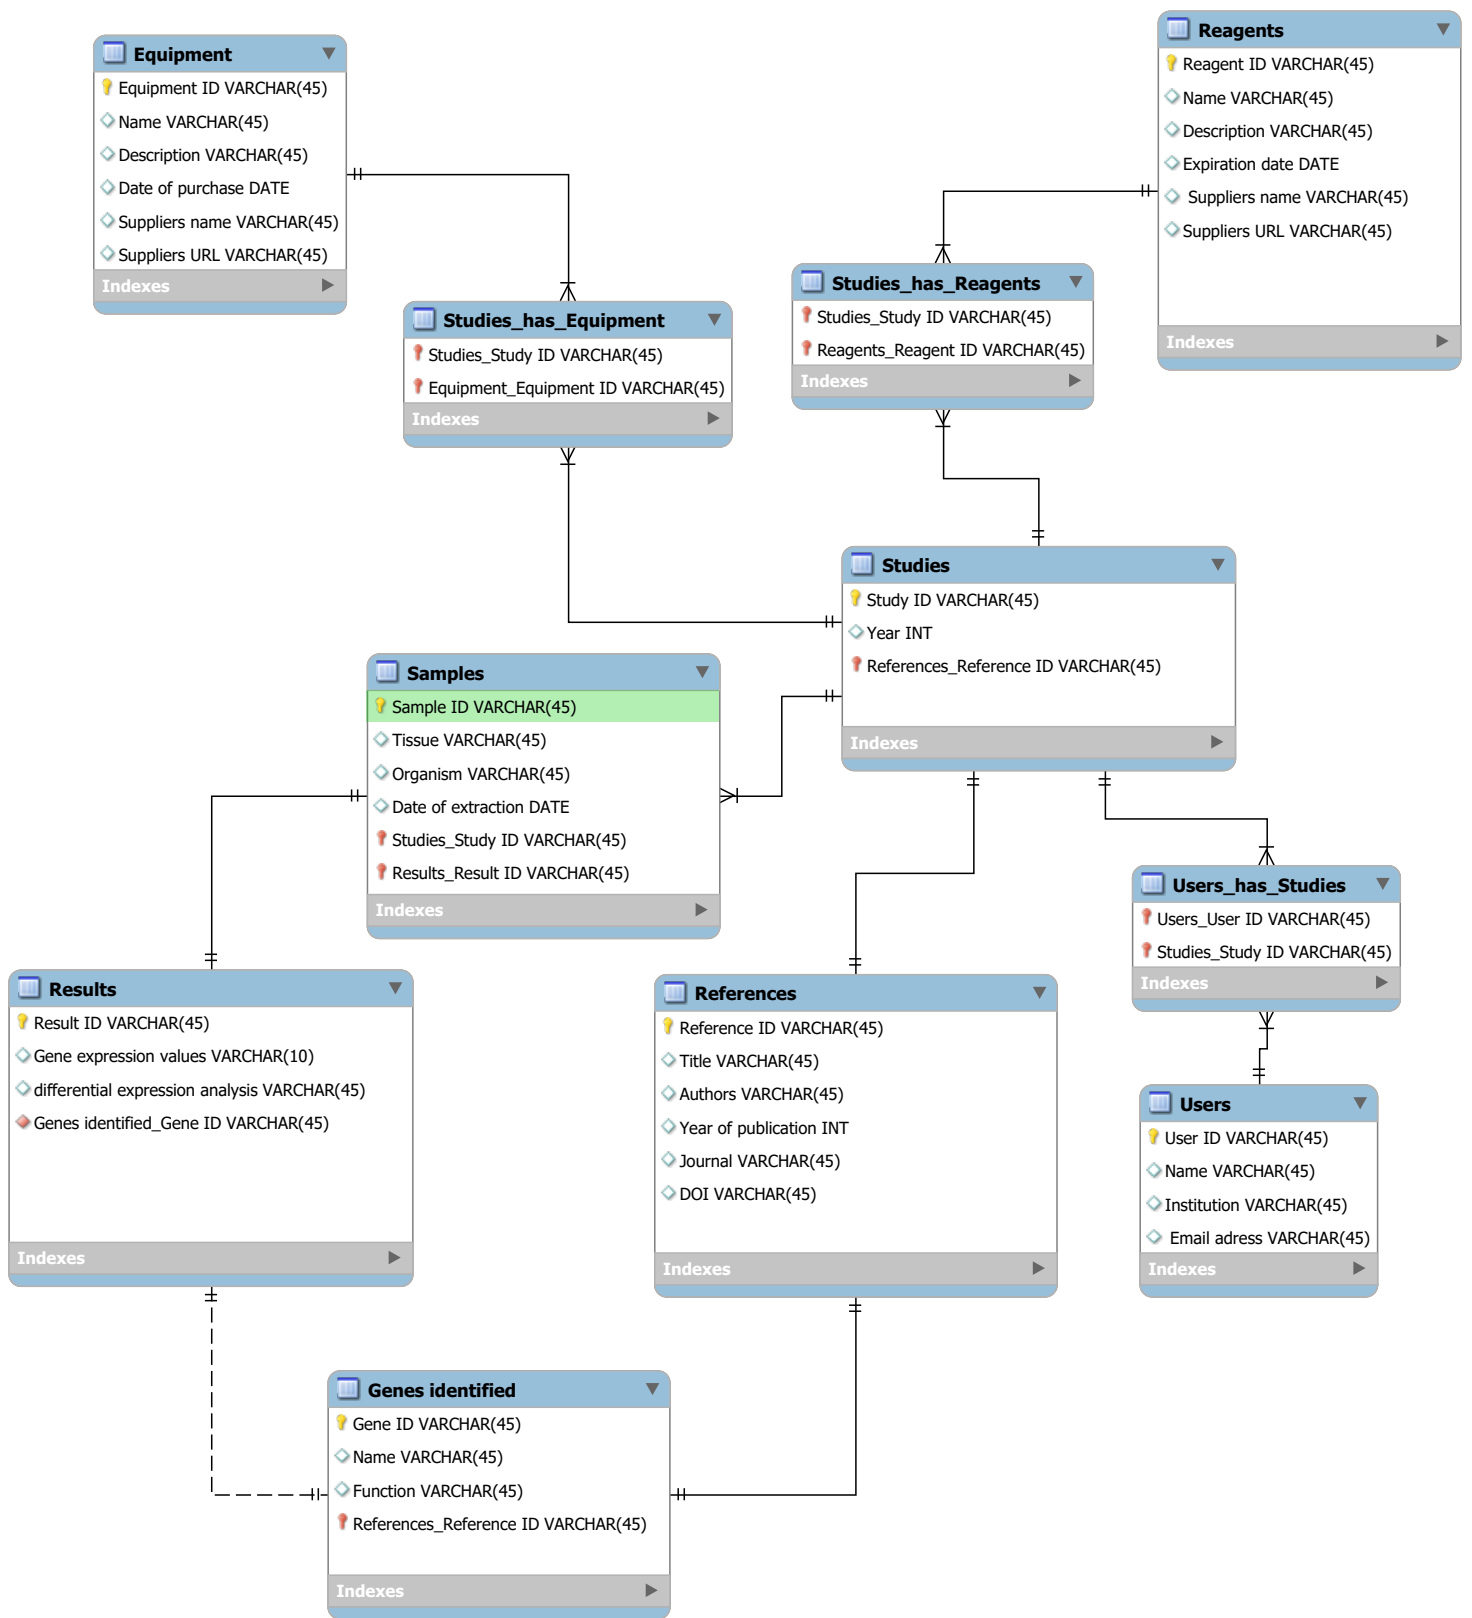 Equipment
Equipment ID VARCHAR(45)
Name VARCHAR(45)
Description VARCHAR(45)
Date of purchase DATE
Suppliers name VARCHAR(45)
Suppliers URL VARCHAR(45)
Indexes
Reagents
Reagent ID VARCHAR(45)
Name VARCHAR(45)
Description VARCHAR(45)
Expiration date DATE
Suppliers name VARCHAR(45)
Suppliers URL VARCHAR(45)
Indexes
Studies_has_Equipment
Studies_Study ID VARCHAR(45)
Equipment_Equipment ID VARCHAR(45)
Indexes
Studies_has_Reagents
Studies_Study ID VARCHAR(45)
Reagents_Reagent ID VARCHAR(45)
Indexes
Studies
Study ID VARCHAR(45)
Year INT
References_Reference ID VARCHAR(45)
Indexes
Samples
Sample ID VARCHAR(45)
Tissue VARCHAR(45)
Organism VARCHAR(45)
Date of extraction DATE
Studies_Study ID VARCHAR(45)
Results_Result ID VARCHAR(45)
Indexes
Users_has_Studies
Users_User ID VARCHAR(45)
Studies_Study ID VARCHAR(45)
Indexes
Results
Result ID VARCHAR(45)
Gene expression values VARCHAR(10)
differential expression analysis VARCHAR(45)
Genes identified_Gene ID VARCHAR(45)
Indexes
References
Reference ID VARCHAR(45)
Title VARCHAR(45)
Authors VARCHAR(45)
Year of publication INT
Journal VARCHAR(45)
DOI VARCHAR(45)
Indexes
Users
User ID VARCHAR(45)
Name VARCHAR(45)
Institution VARCHAR(45)
Email adress VARCHAR(45)
Indexes
Genes identified
Gene ID VARCHAR(45)
Name VARCHAR(45)
Function VARCHAR(45)
References_Reference ID VARCHAR(45)
Indexes